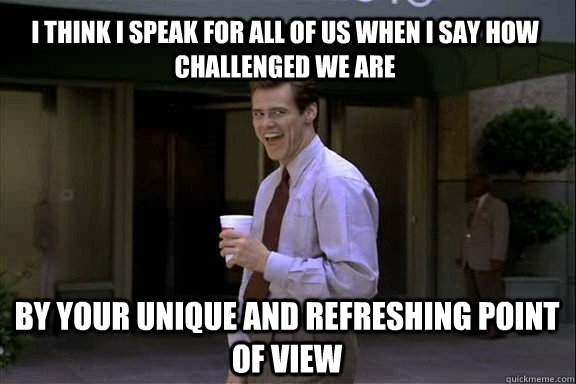 I THINK I SPEAK FOR ALL OF US WHEN I SAY HOW
CHALLENGED WE ARE
BY YOUR UNIQUE AND REFRESHING POINT
OF VIEW
quickmeme.com